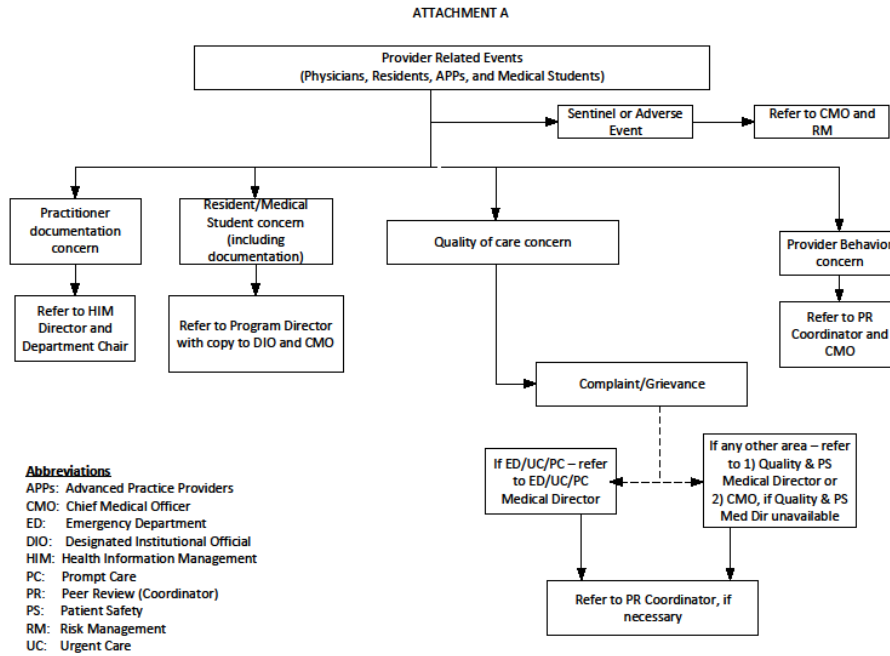 ATTACHMENT A
Provider Related Events
(Physicians, Residents, APPs, and Medical Students)
Sentinel or Adverse
Event
Refer to CMO and
RM
Practitioner
documentation
concern
Resident/Medical
Student concern
(including
documentation)
Quality of care concern
Provider Behavior
concern
Refer to HIM
Director and
Department Chair
Refer to Program Director
with copy to DIO and CMO
Refer to PR
Coordinator and
CMO
Complaint/Grievance
If ED/UC/PC – refer
to ED/UC/PC
Medical Director
If any other area – refer
to 1) Quality & PS
Medical Director or
2) CMO, if Quality & PS
Med Dir unavailable
Refer to PR Coordinator, if
necessary
Abbreviations
APPs: Advanced Practice Providers
CMO: Chief Medical Officer
ED: Emergency Department
DIO: Designated Institutional Official
HIM: Health Information Management
PC: Prompt Care
PR: Peer Review (Coordinator)
PS: Patient Safety
RM: Risk Management
UC: Urgent Care